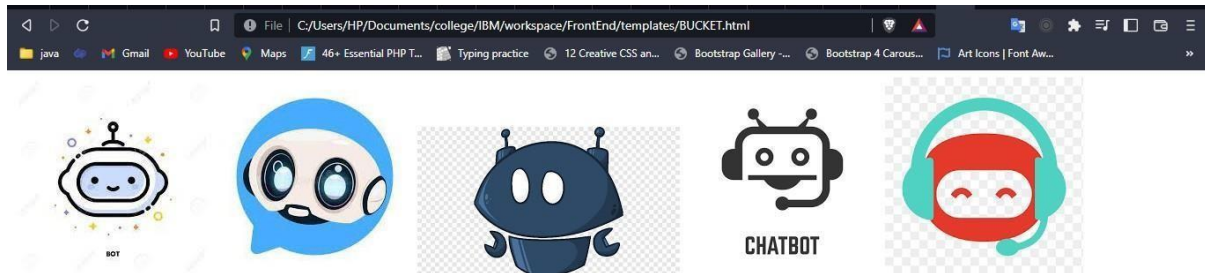 File | C:/Users/HP/Documents/college/IBM/workspace/FrontEnd/templates/BUCKET.html
java Gmail YouTube Maps 46+ Essential PHP T... Typing practice 12 Creative CSS an... Bootstrap Gallery -... Bootstrap 4 Carous... Art Icons | Font Aw... »
BOT
CHATBOT